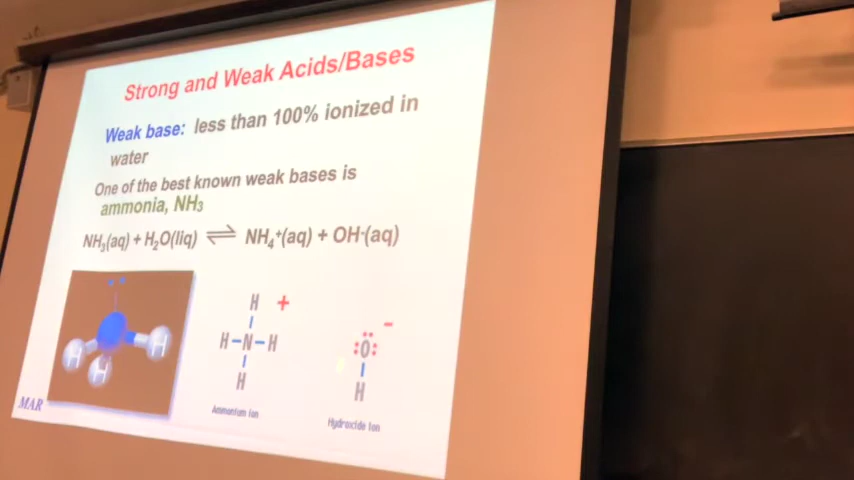 Strong and Weak Acids/Bases
Weak base: less than 100% ionized in
water
One of the best known weak bases is
ammonia, NH₃
NH₃(aq) + H₂O(liq) ⇌ NH₄⁺(aq) + OH⁻(aq)
H +
H–N–H
H
H H H
:Ö: −
H
MAR
Ammonium ion
Hydroxide ion